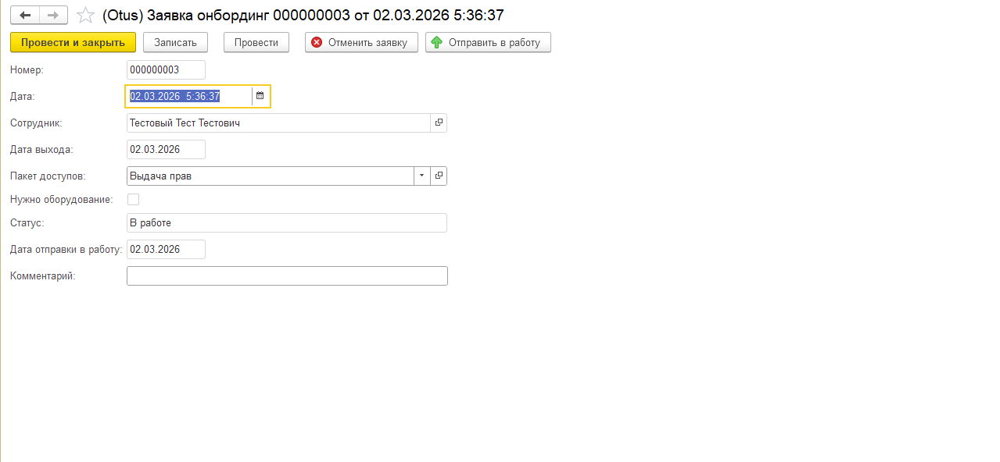 (Otus) Заявка онбординг 000000003 от 02.03.2026 5:36:37
Провести и закрыть Записать Провести Отменить заявку Отправить в работу
Номер: 000000003
Дата: 02.03.2026 5:36:37
Сотрудник: Тестовый Тест Тестович
Дата выхода: 02.03.2026
Пакет доступов: Выдача прав
Нужно оборудование:
Статус: В работе
Дата отправки в работу: 02.03.2026
Комментарий: